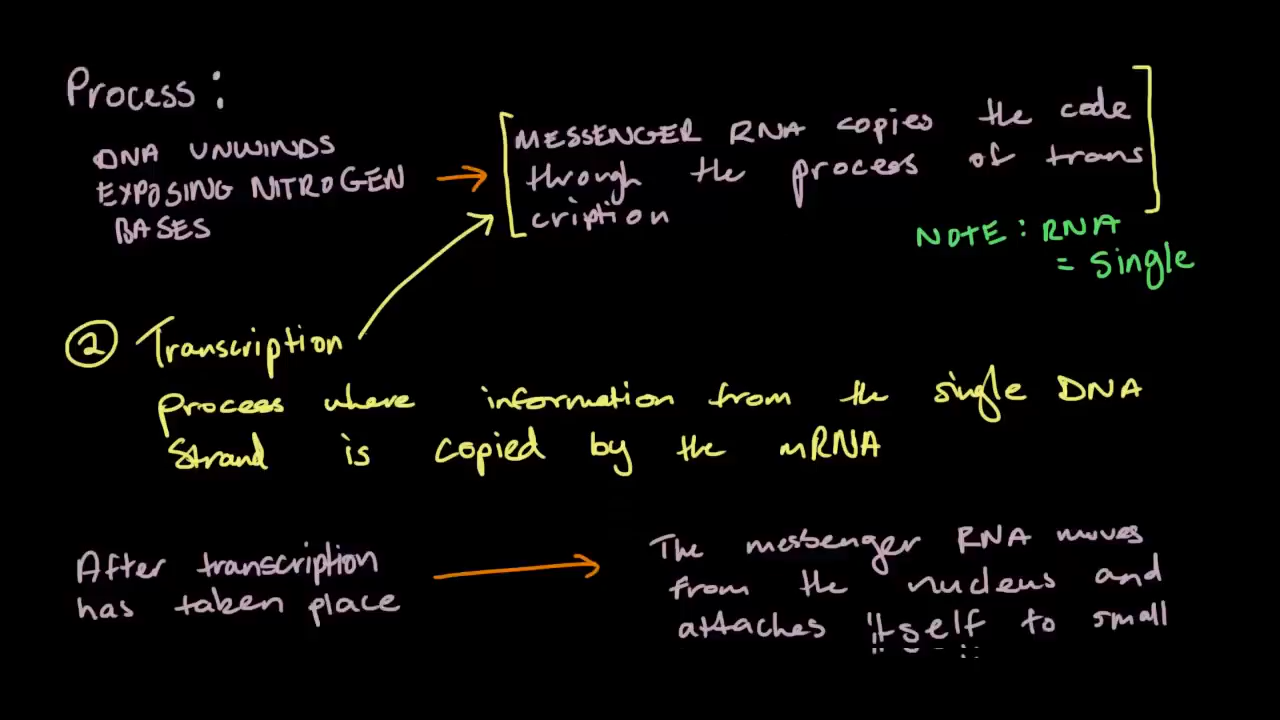 Process:
DNA UNWINDS
EXPOSING NITROGEN
BASES
MESSENGER RNA copies the code
through the process of trans
cription
NOTE: RNA
= single
2 Transcription
process where information from the single DNA
strand is copied by the mRNA
After transcription
has taken place
The messenger RNA moves
from the nucleus and
attaches itself to small